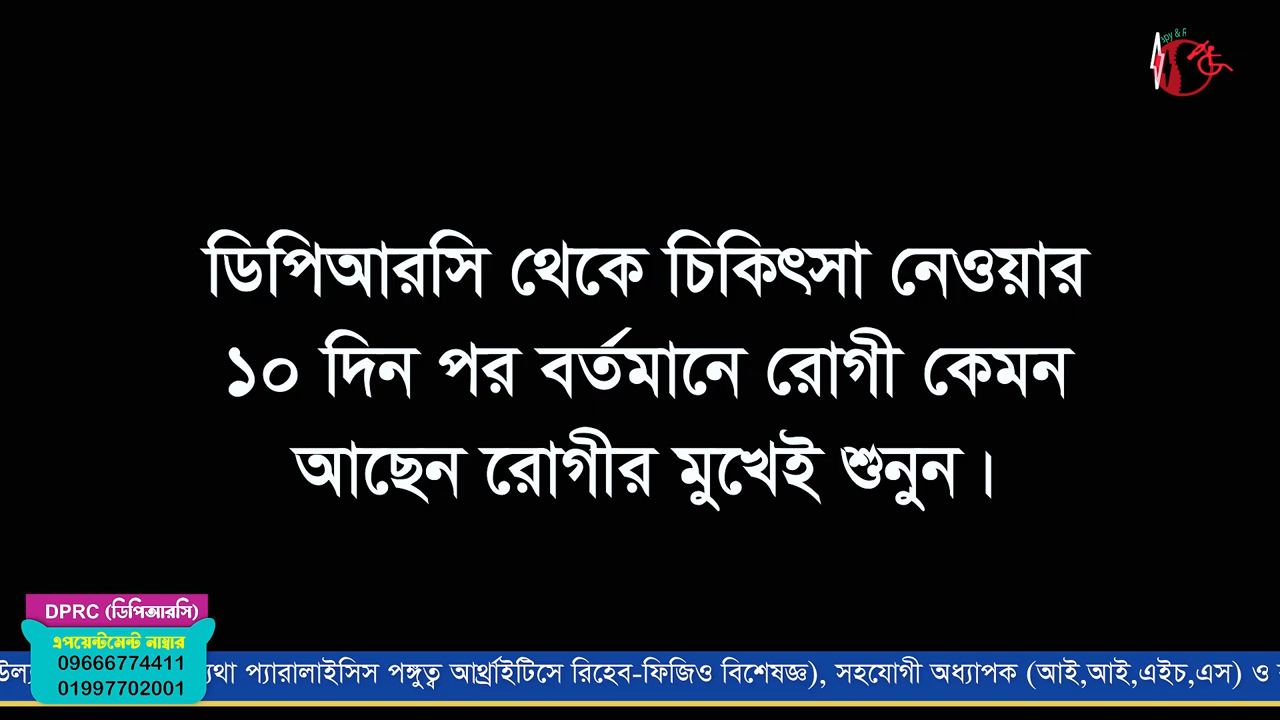 ডিপিআরসি থেকে চিকিৎসা নেওয়ার
১০ দিন পর বর্তমানে রোগী কেমন
আছেন রোগীর মুখেই শুনুন।
DPRC (ডিপিআরসি)
এপয়েন্টমেন্ট নাম্বার
09666774411
01997702001
প্যারালাইসিস পঙ্গুত্ব আর্থ্রাইটিসে রিহেব-ফিজিও বিশেষজ্ঞ), সহযোগী অধ্যাপক (আই,আই,এইচ,এস) ও